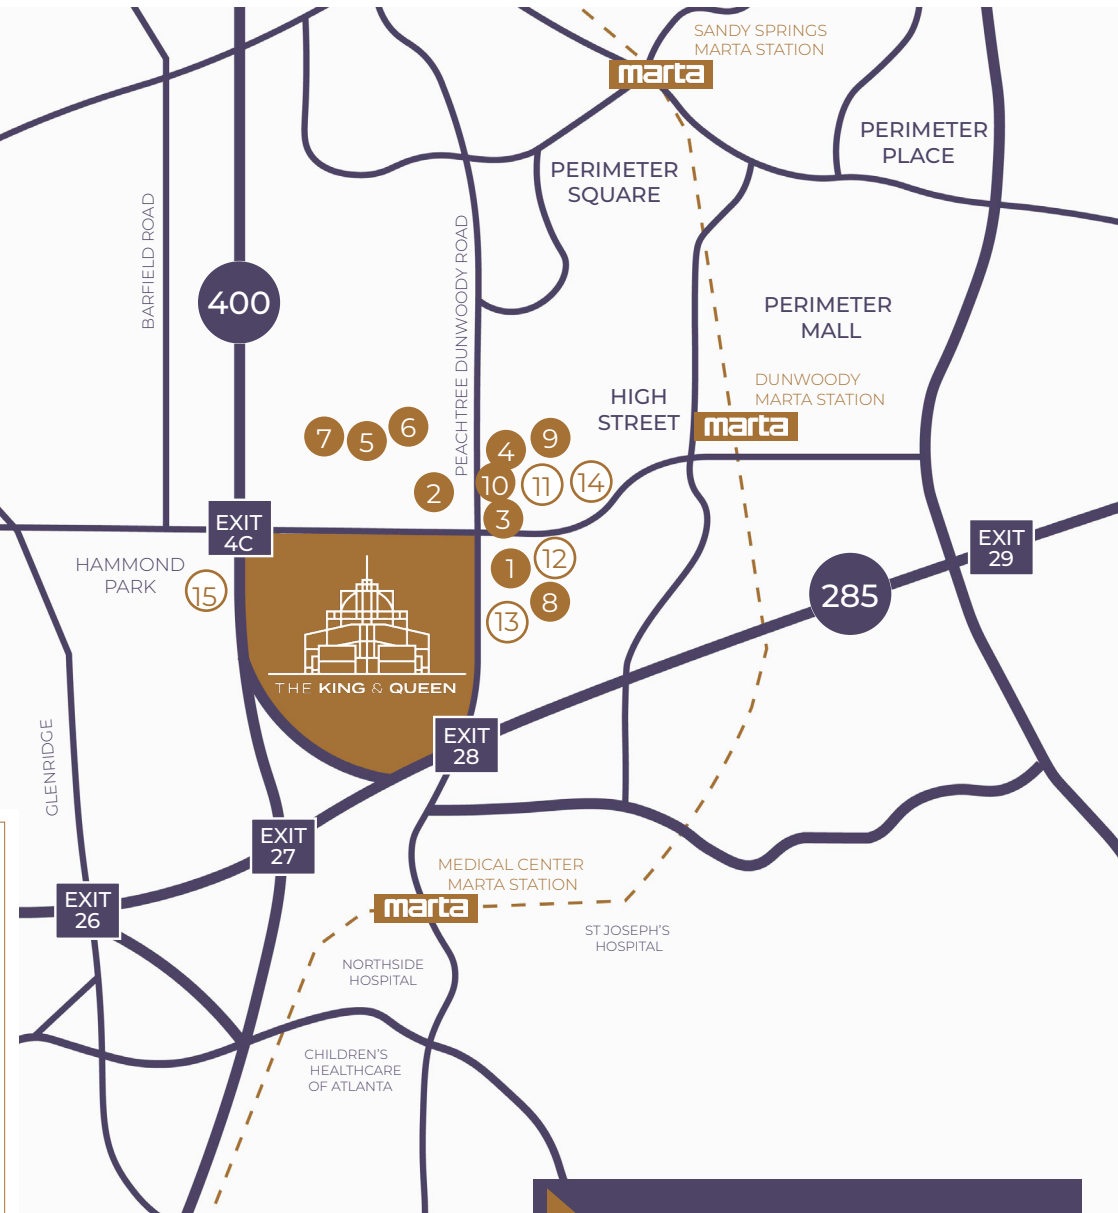 SANDY SPRINGS
MARTA STATION
marta
PERIMETER
PLACE
PERIMETER
SQUARE
BARFIELD ROAD
PEACHTREE DUNWOODY ROAD
400
PERIMETER
MALL
DUNWOODY
MARTA STATION
HIGH
STREET
marta
7
5
6
4
9
2
10
11
14
3
EXIT
4C
EXIT
29
HAMMOND
PARK
15
1
12
8
13
285
THE KING & QUEEN
EXIT
28
GLENRIDGE
EXIT
27
MEDICAL CENTER
MARTA STATION
EXIT
26
marta
ST JOSEPH'S
HOSPITAL
NORTHSIDE
HOSPITAL
CHILDREN'S
HEALTHCARE
OF ATLANTA